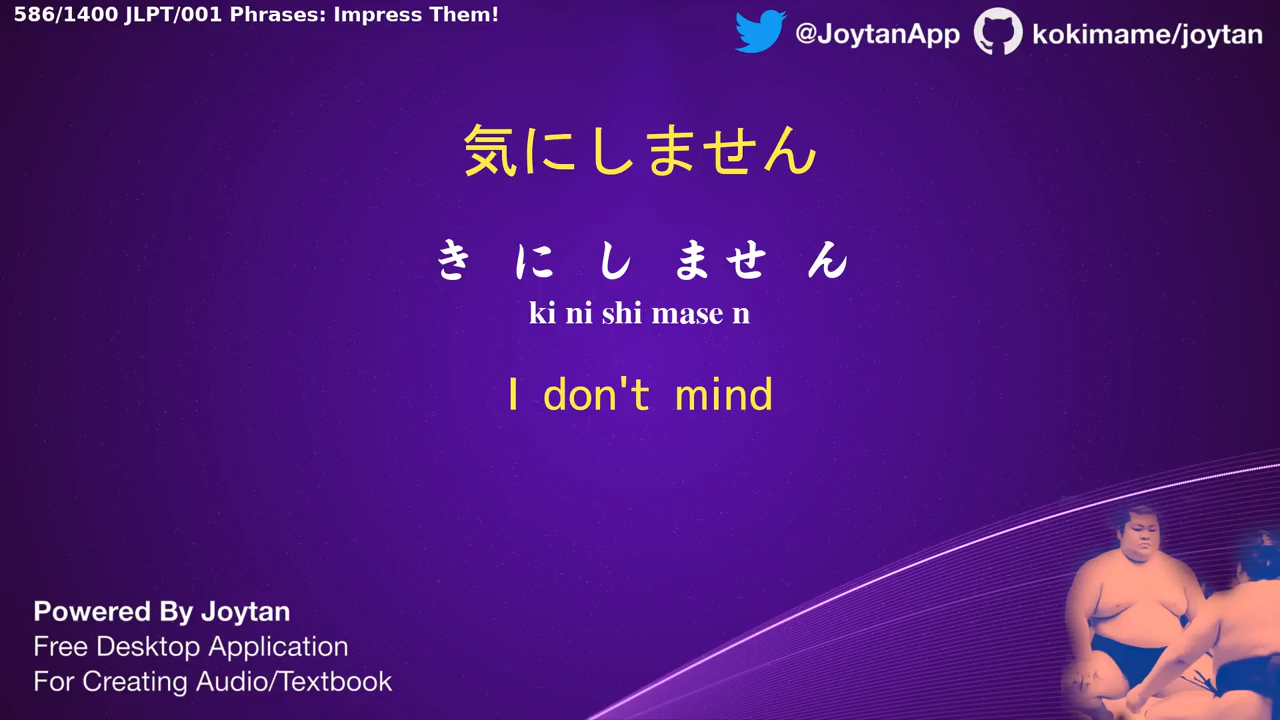 586/1400 JLPT/001 Phrases: Impress Them!
@JoytanApp kokimame/joytan
気にしません
き に し ませ ん
ki ni shi mase n
I don't mind
Powered By Joytan
Free Desktop Application
For Creating Audio/Textbook